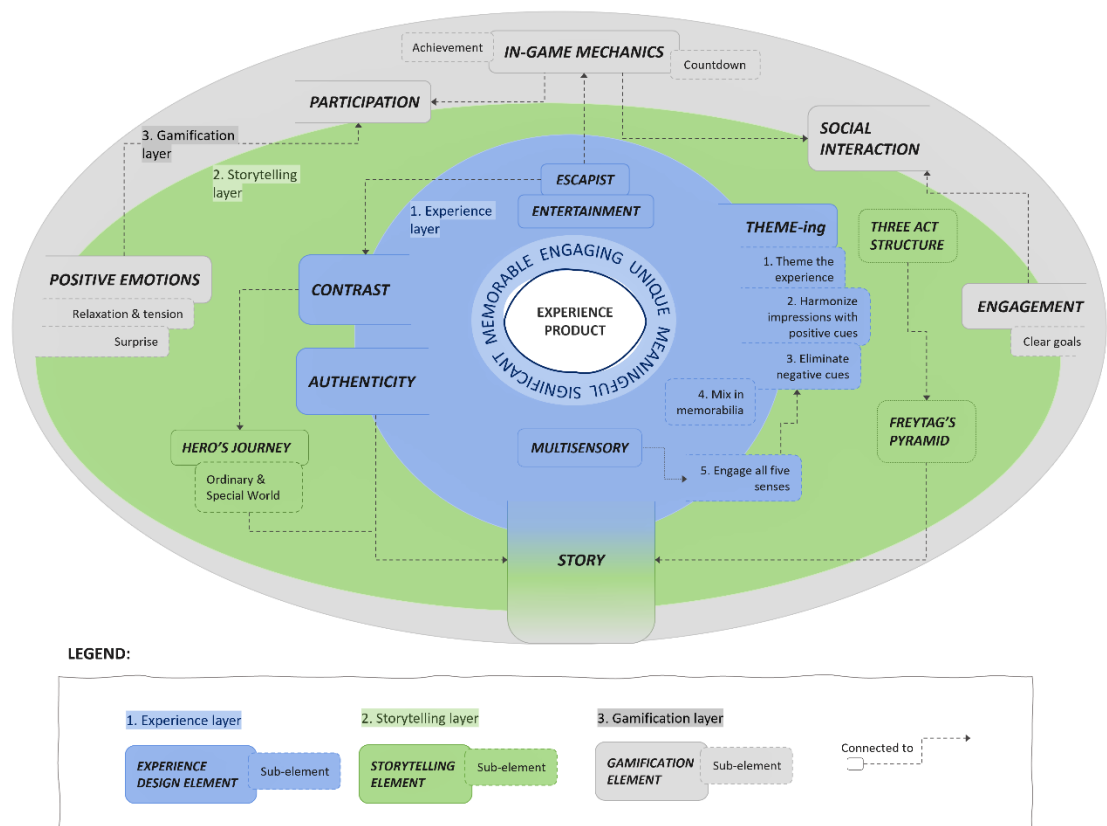 Achievement
IN-GAME MECHANICS
Countdown
PARTICIPATION
3. Gamification
layer
SOCIAL
INTERACTION
2. Storytelling
layer
ESCAPIST
1. Experience
layer
ENTERTAINMENT
THEME-ing
THREE ACT
STRUCTURE
1. Theme the
experience
POSITIVE EMOTIONS
Relaxation & tension
Surprise
CONTRAST
MEMORABLE ENGAGING UNIQUE MEANINGFUL SIGNIFICANT
EXPERIENCE
PRODUCT
2. Harmonize
impressions with
positive cues
ENGAGEMENT
Clear goals
3. Eliminate
negative cues
AUTHENTICITY
4. Mix in
memorabilia
FREYTAG'S
PYRAMID
HERO'S JOURNEY
Ordinary &
Special World
MULTISENSORY
5. Engage all five
senses
STORY
LEGEND:
1. Experience layer
2. Storytelling layer
3. Gamification layer
EXPERIENCE
DESIGN ELEMENT
Sub-element
STORYTELLING
ELEMENT
Sub-element
GAMIFICATION
ELEMENT
Sub-element
Connected to